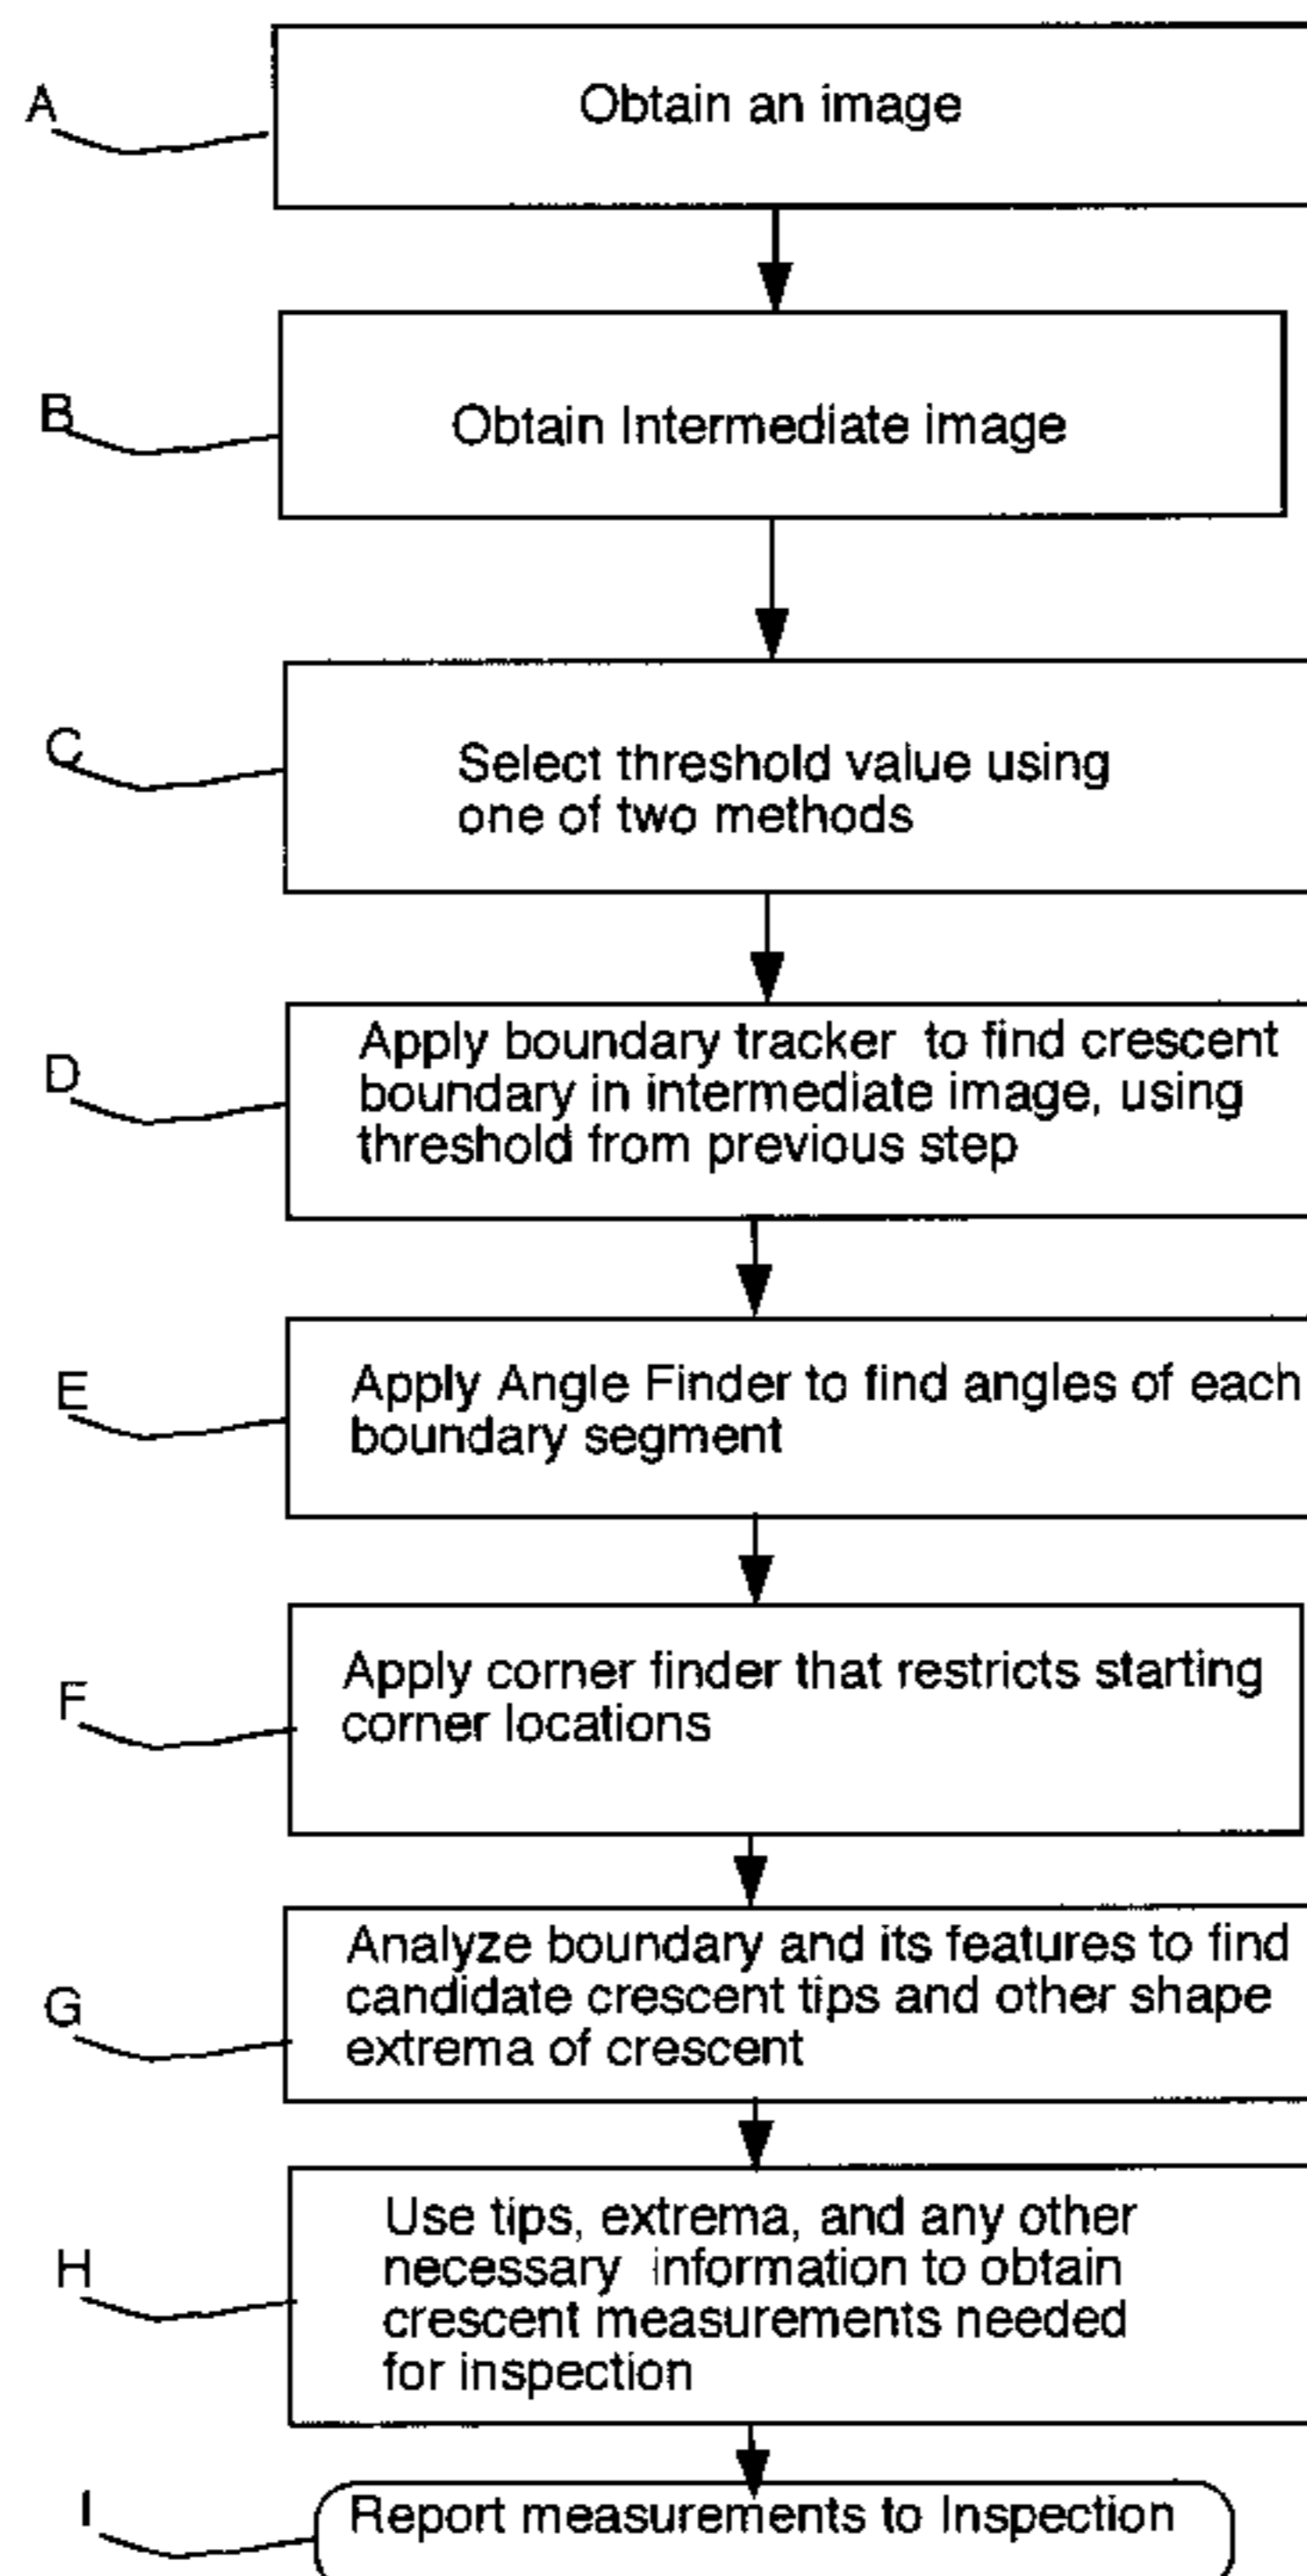 A
Obtain an image
B
Obtain Intermediate image
C
Select threshold value using
one of two methods
D
Apply boundary tracker to find crescent
boundary in intermediate image, using
threshold from previous step
E
Apply Angle Finder to find angles of each
boundary segment
F
Apply corner finder that restricts starting
corner locations
G
Analyze boundary and its features to find
candidate crescent tips and other shape
extrema of crescent
H
Use tips, extrema, and any other
necessary information to obtain
crescent measurements needed
for inspection
I
Report measurements to Inspection